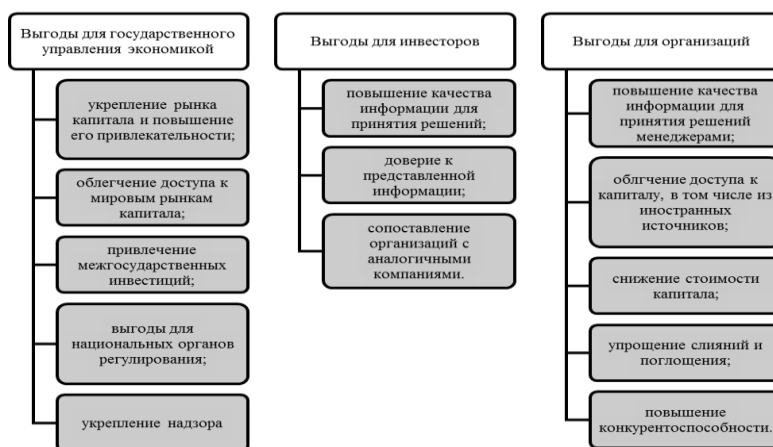 Выгоды для государственного
управления экономикой
укрепление рынка
капитала и повышение
его привлекательности;
облегчение доступа к
мировым рынкам
капитала;
привлечение
межгосударственных
инвестиций;
выгоды для
национальных органов
регулирования;
укрепление надзора
Выгоды для инвесторов
повышение качества
информации для
принятия решений;
доверие к
представленной
информации;
сопоставление
организаций с
аналогичными
компаниями.
Выгоды для организаций
повышение качества
информации для
принятия решений
менеджерами;
облгчение доступа к
капиталу, в том числе из
иностранных
источников;
снижение стоимости
капитала;
упрощение слияний и
поглощения;
повышение
конкурентоспособности.